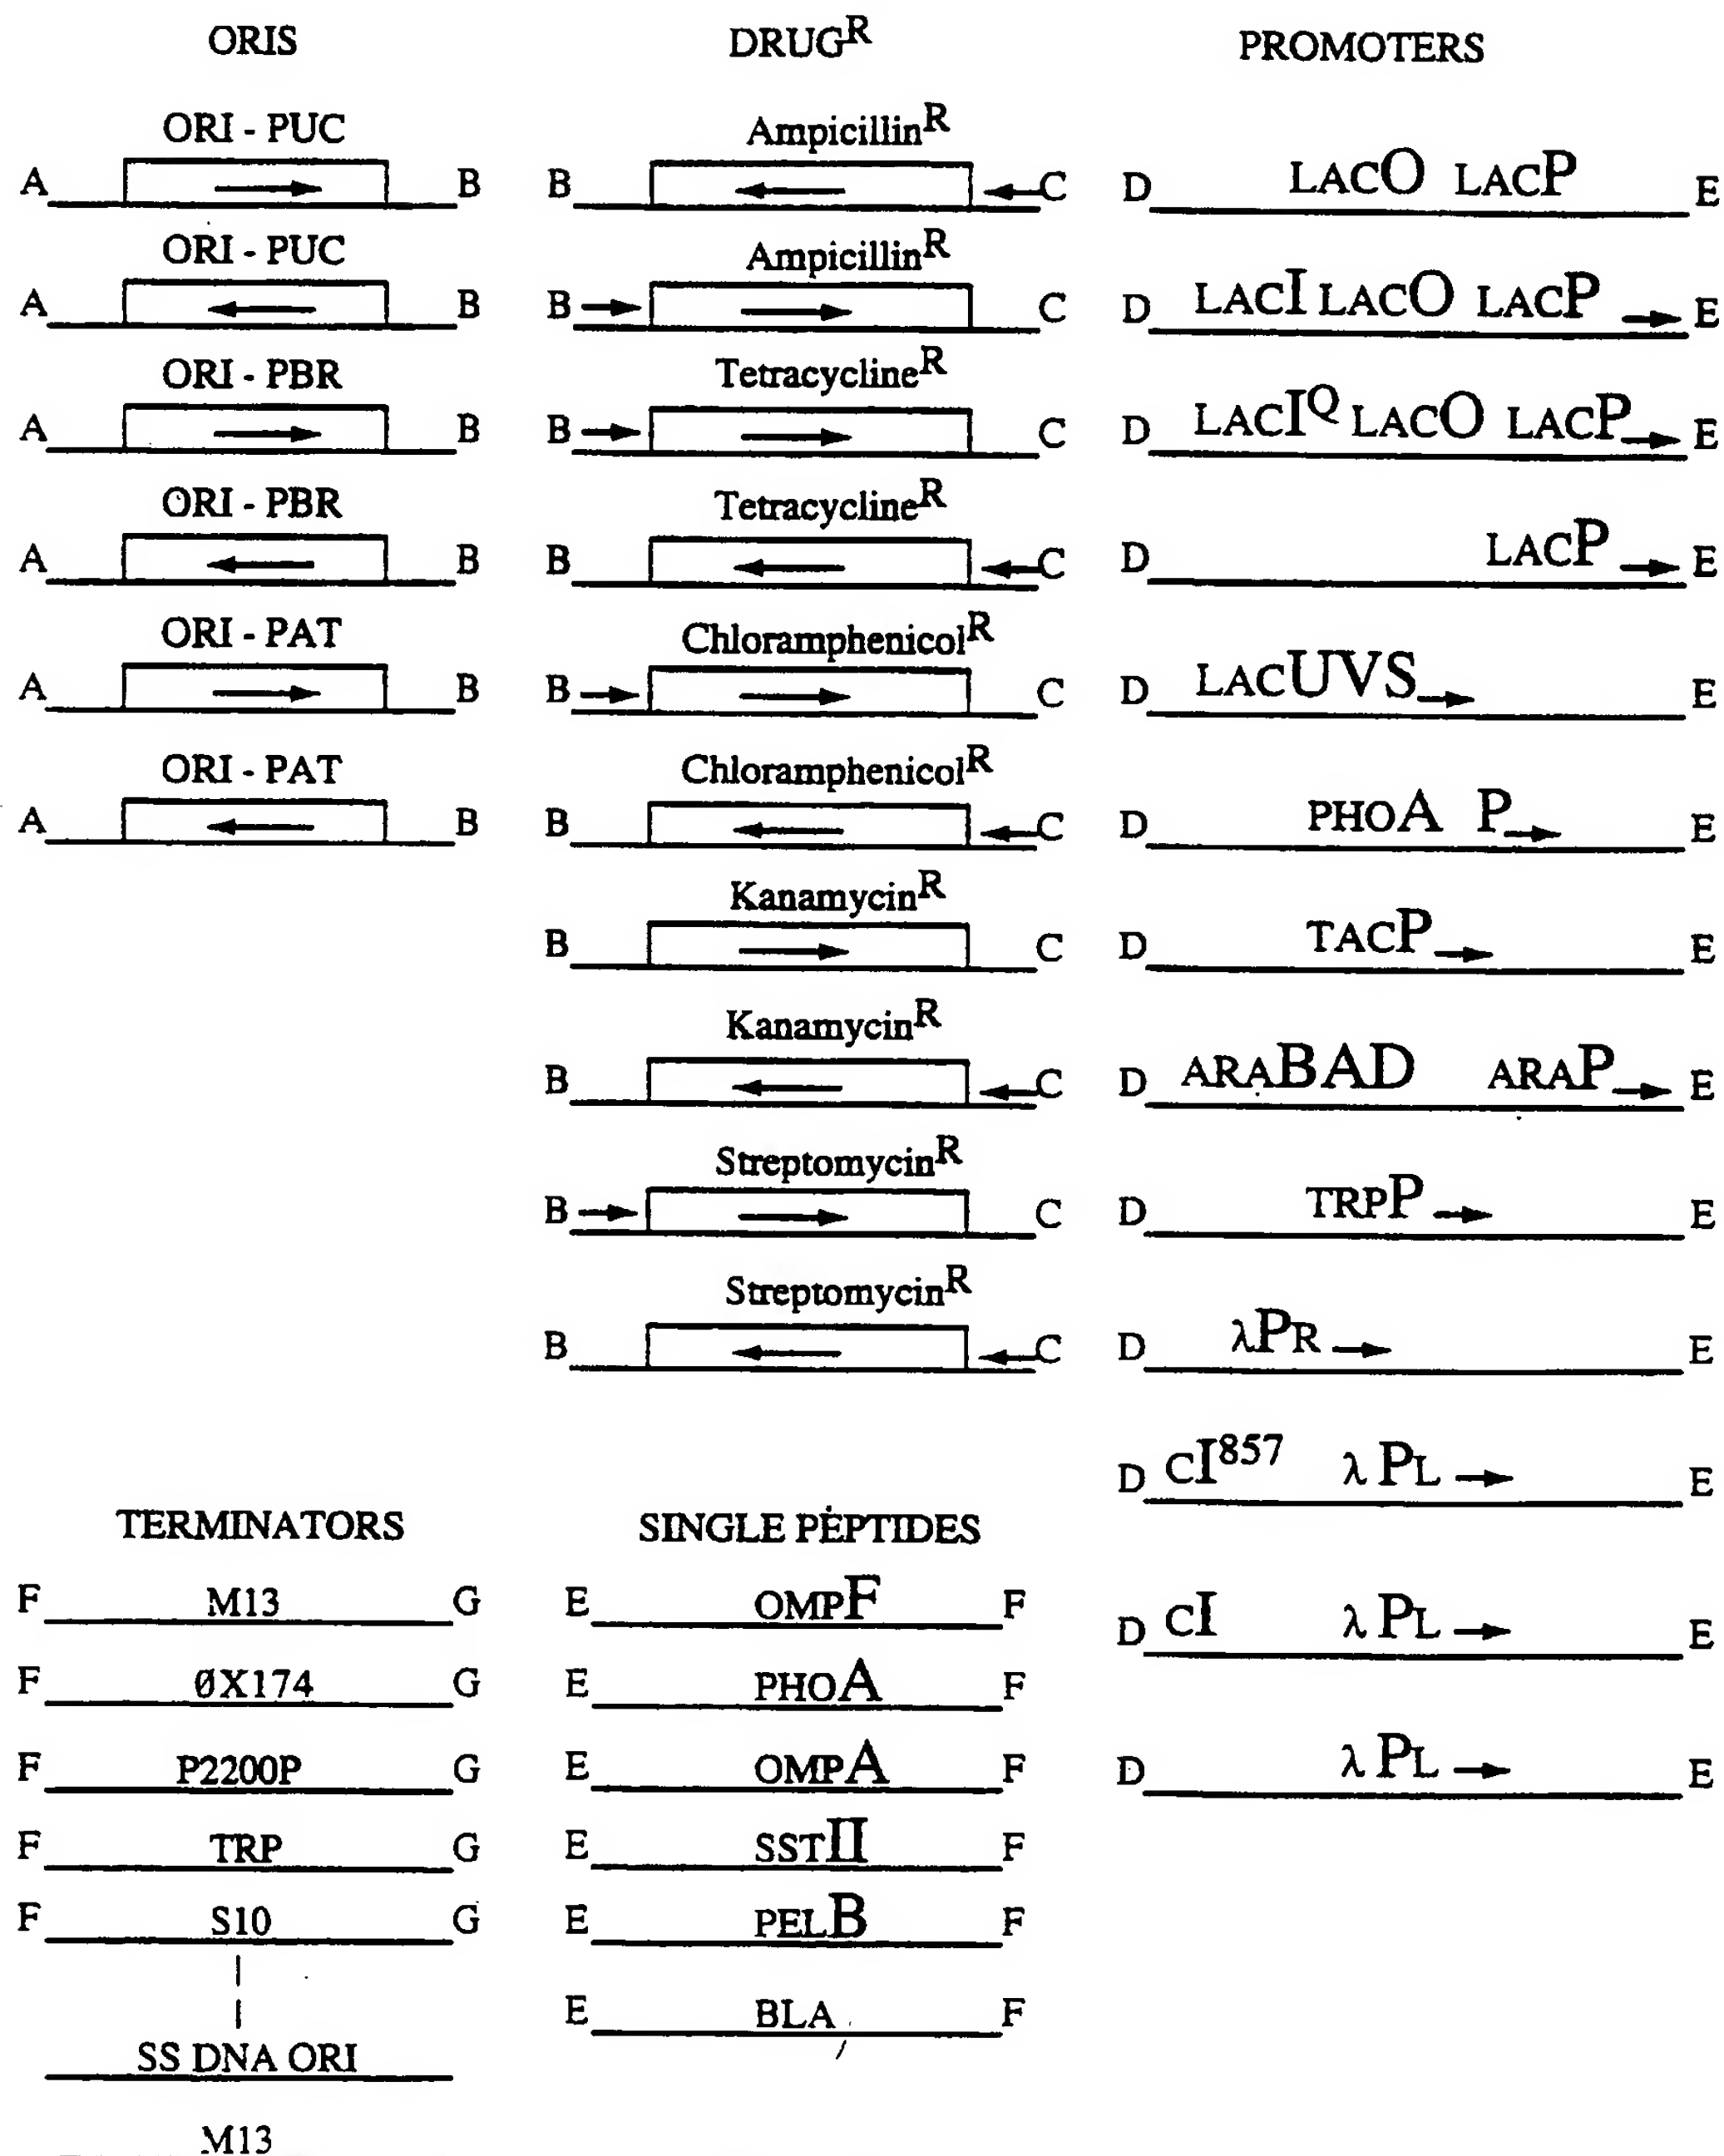 ORIS
ORI - PUC
A B
ORI - PUC
A B
ORI - PBR
A B
ORI - PBR
A B
ORI - PAT
A B
ORI - PAT
A B
DRUGR
AmpicillinR
B C
AmpicillinR
B C
TetracyclineR
B C
TetracyclineR
B C
ChloramphenicolR
B C
ChloramphenicolR
B C
KanamycinR
B C
KanamycinR
B C
StreptomycinR
B C
StreptomycinR
B C
PROMOTERS
D LACO LACP E
D LACI LACO LACP E
D LACIQ LACO LACP E
D LACP E
D LACUVS E
D PHOA P E
D TACP E
D ARABAD ARAP E
D TRPP E
D λPR E
D CI857 λ PL E
D CI λ PL E
D λ PL E
TERMINATORS
F M13 G
F ØX174 G
F P2200P G
F TRP G
F S10 G
SS DNA ORI
M13
SINGLE PEPTIDES
E OMPF F
E PHOA F
E OMPA F
E SSTII F
E PELB F
E BLA F